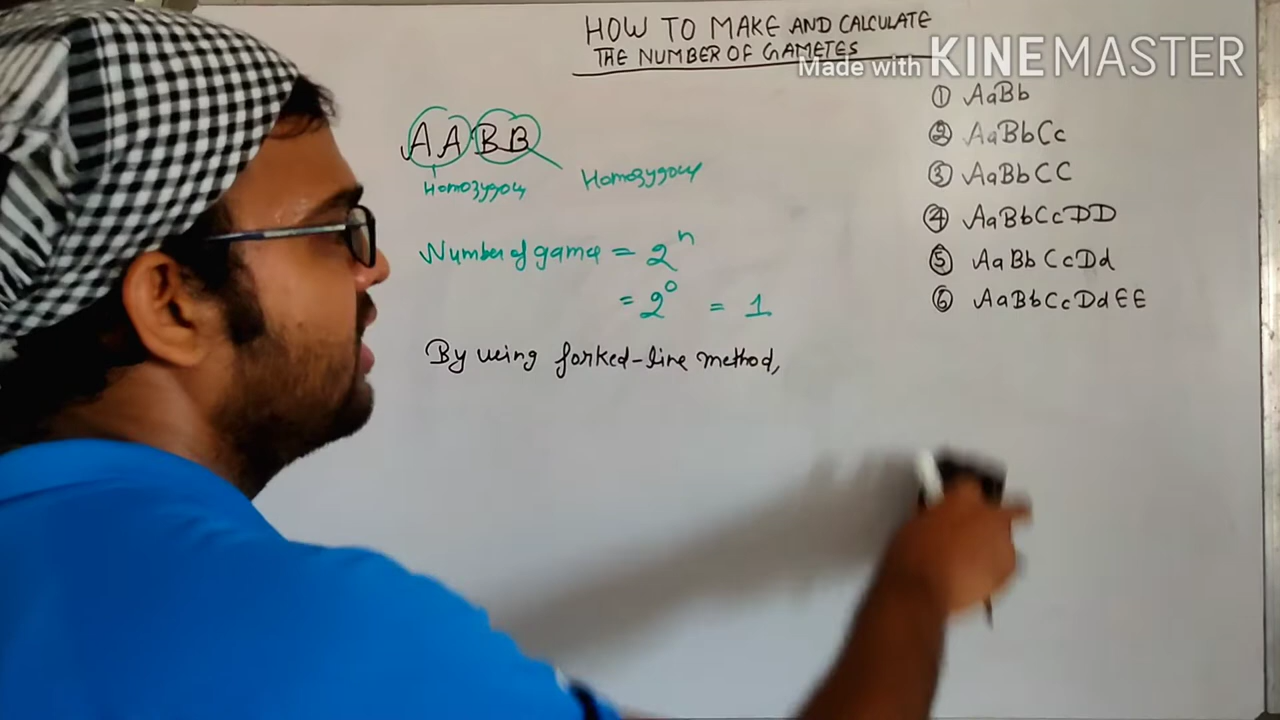 HOW TO MAKE AND CALCULATE
THE NUMBER OF GAMETES
Made with KINEMASTER
AABB
Homozygous
Homozygous
Number of game = 2ⁿ
= 2⁰ = 1
By using forked-line method,
① AaBb
② AaBbCc
③ AaBbCC
④ AaBbCcDD
⑤ AaBbCcDd
⑥ AaBbCcDdEE